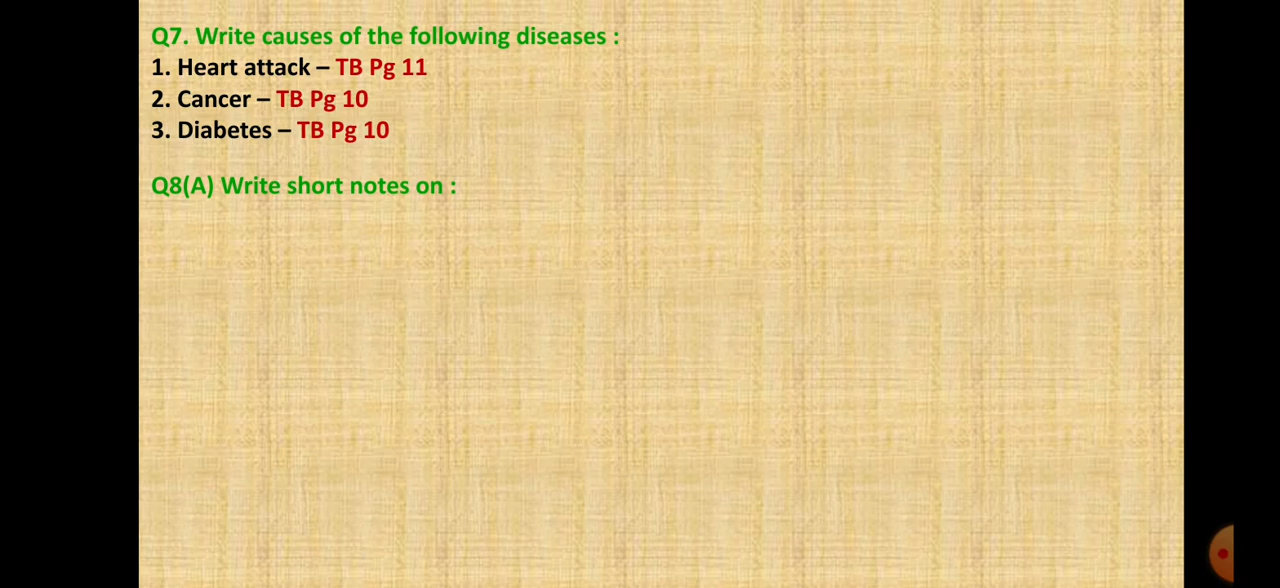 Q7. Write causes of the following diseases :
1. Heart attack – TB Pg 11
2. Cancer – TB Pg 10
3. Diabetes – TB Pg 10
Q8(A) Write short notes on :